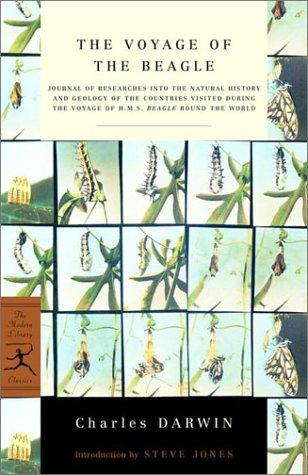 THE VOYAGE OF
THE BEAGLE
JOURNAL OF RESEARCHES INTO THE NATURAL HISTORY
AND GEOLOGY OF THE COUNTRIES VISITED DURING
THE VOYAGE OF H.M.S. BEAGLE ROUND THE WORLD
The Modern Library
Classics
Charles DARWIN
Introduction by STEVE JONES